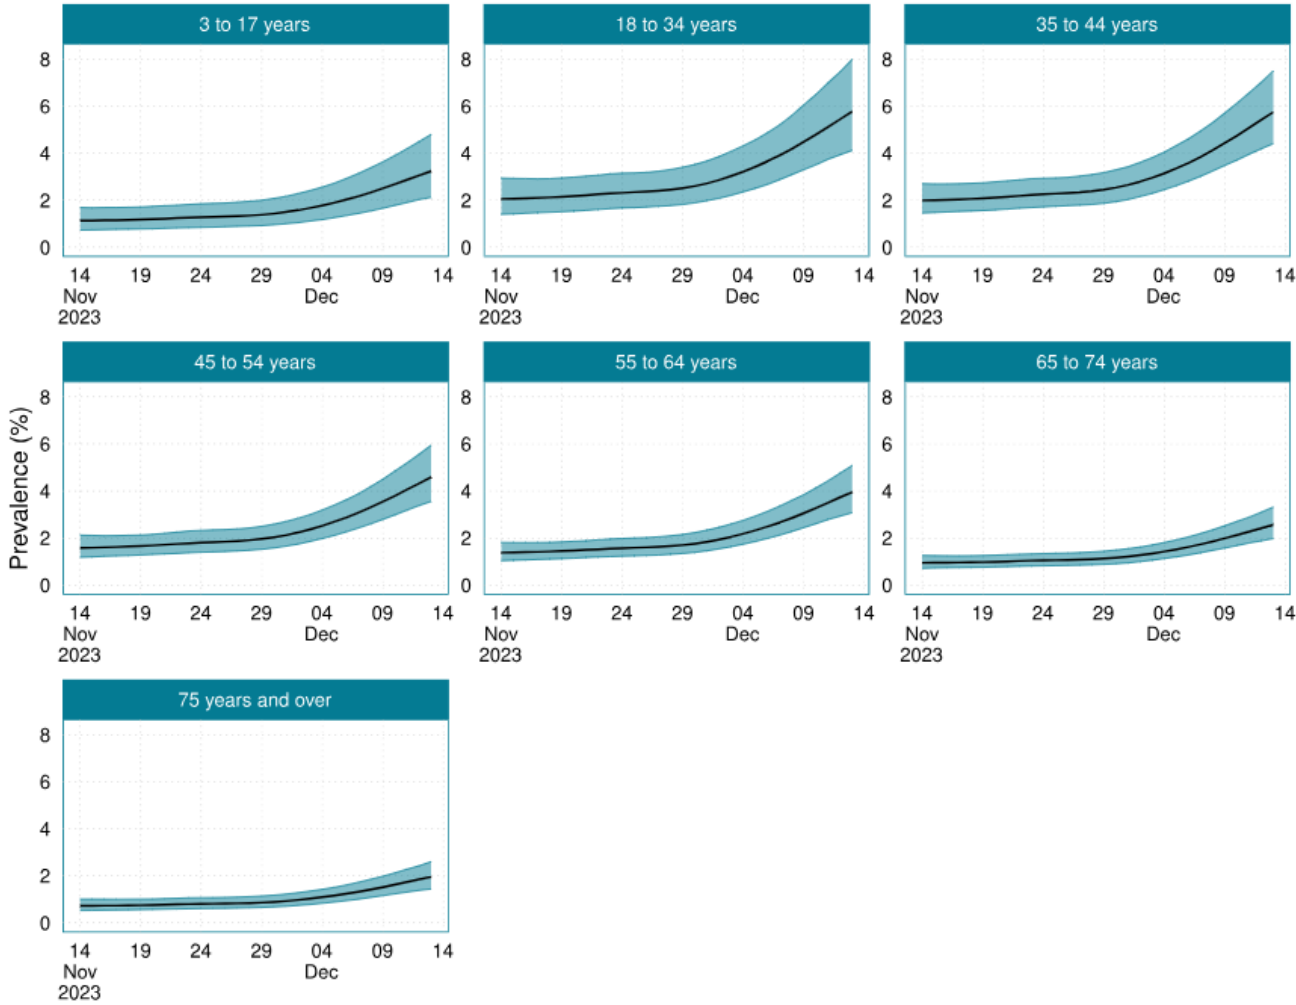 3 to 17 years
18 to 34 years
35 to 44 years
8
6
4
2
0
8
6
4
2
0
8
6
4
2
0
14 19 24 29 04 09 14
Nov Dec
2023
14 19 24 29 04 09 14
Nov Dec
2023
14 19 24 29 04 09 14
Nov Dec
2023
Prevalence (%)
45 to 54 years
55 to 64 years
65 to 74 years
8
6
4
2
0
8
6
4
2
0
8
6
4
2
0
14 19 24 29 04 09 14
Nov Dec
2023
14 19 24 29 04 09 14
Nov Dec
2023
14 19 24 29 04 09 14
Nov Dec
2023
75 years and over
8
6
4
2
0
14 19 24 29 04 09 14
Nov Dec
2023